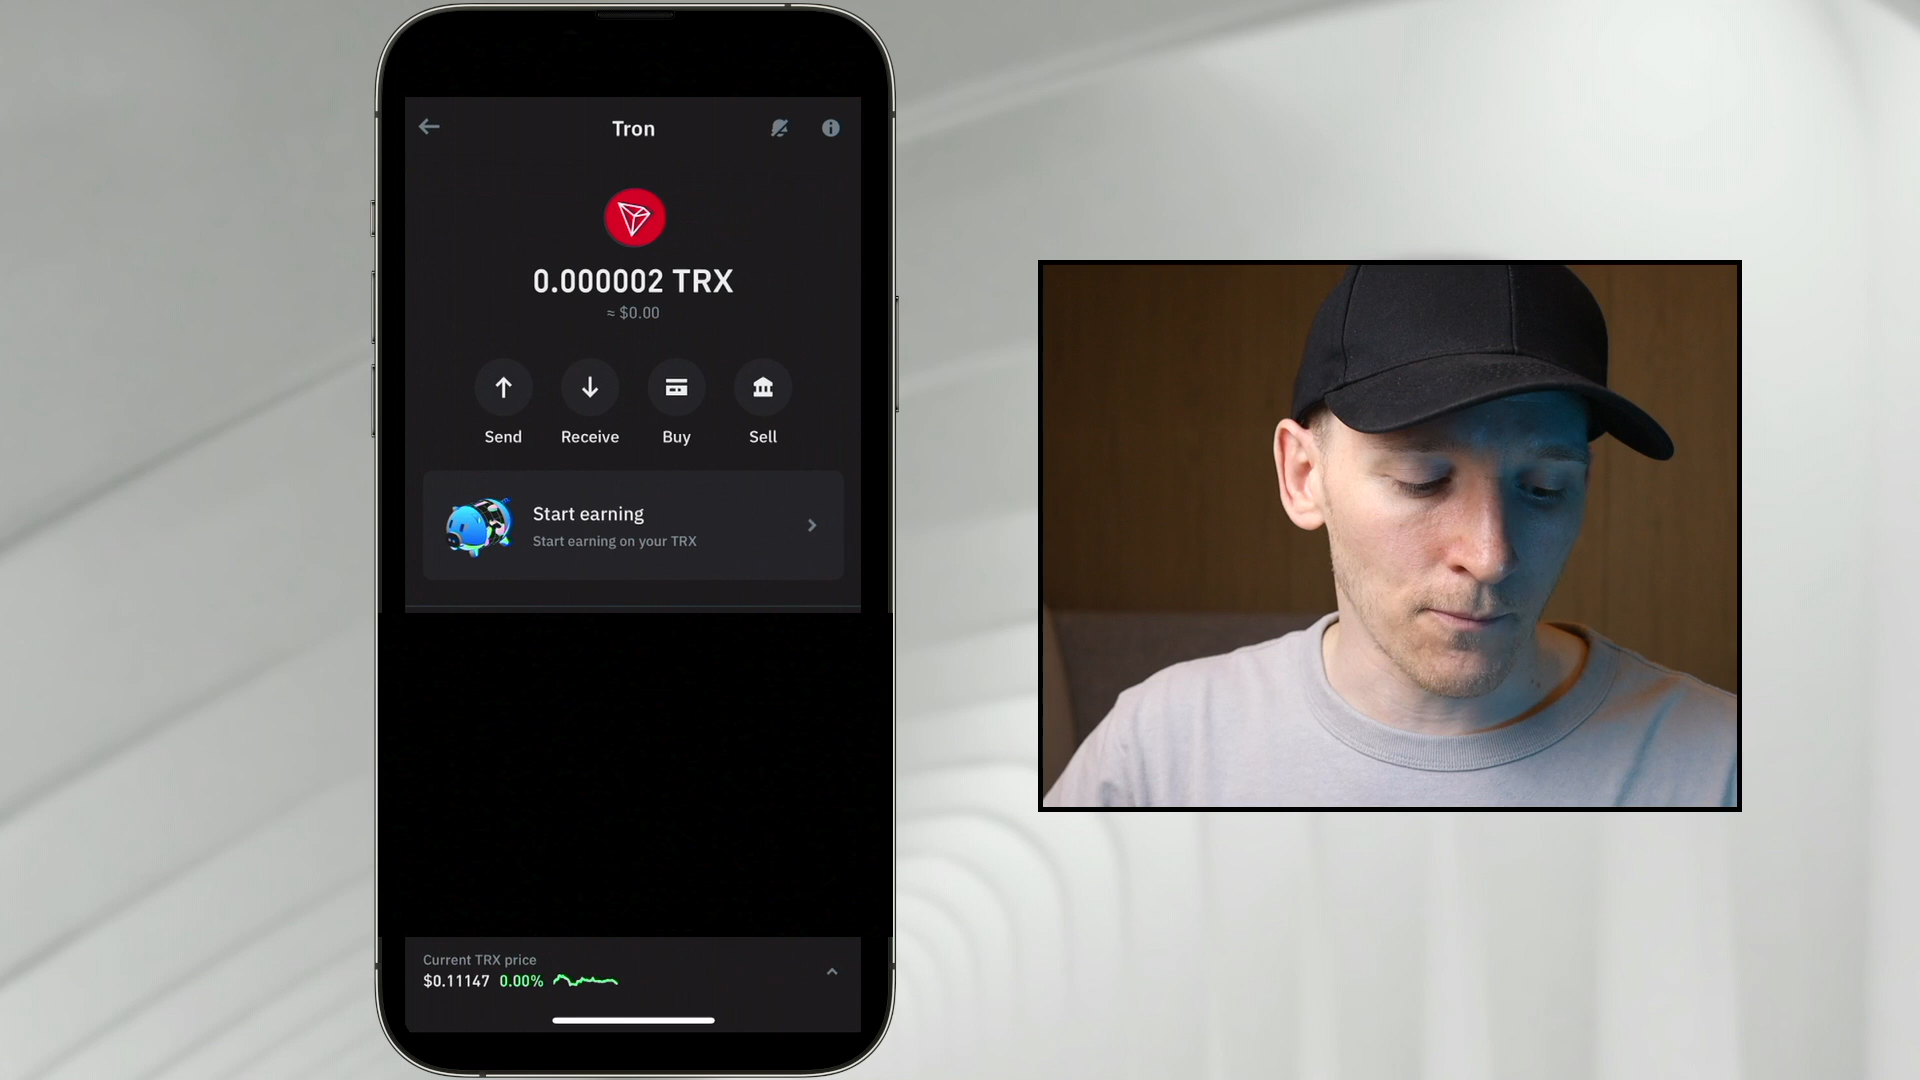 Tron
0.000002 TRX
≈ $0.00
Send Receive Buy Sell
Start earning
Start earning on your TRX
Current TRX price
$0.11147 0.00%